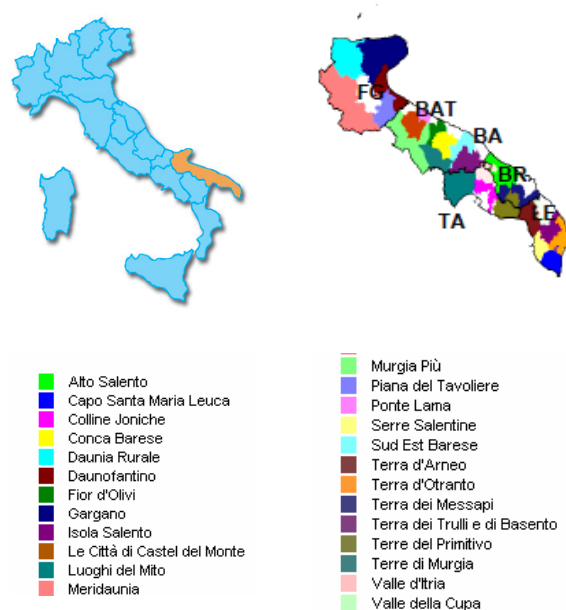 FG
BAT
BA
BR
TA
LE
Alto Salento
Capo Santa Maria Leuca
Colline Joniche
Conca Barese
Daunia Rurale
Daunofantino
Fior d'Olivi
Gargano
Isola Salento
Le Città di Castel del Monte
Luoghi del Mito
Meridaunia
Murgia Più
Piana del Tavoliere
Ponte Lama
Serre Salentine
Sud Est Barese
Terra d'Arneo
Terra d'Otranto
Terra dei Messapi
Terra dei Trulli e di Basento
Terre del Primitivo
Terre di Murgia
Valle d'Itria
Valle della Cupa